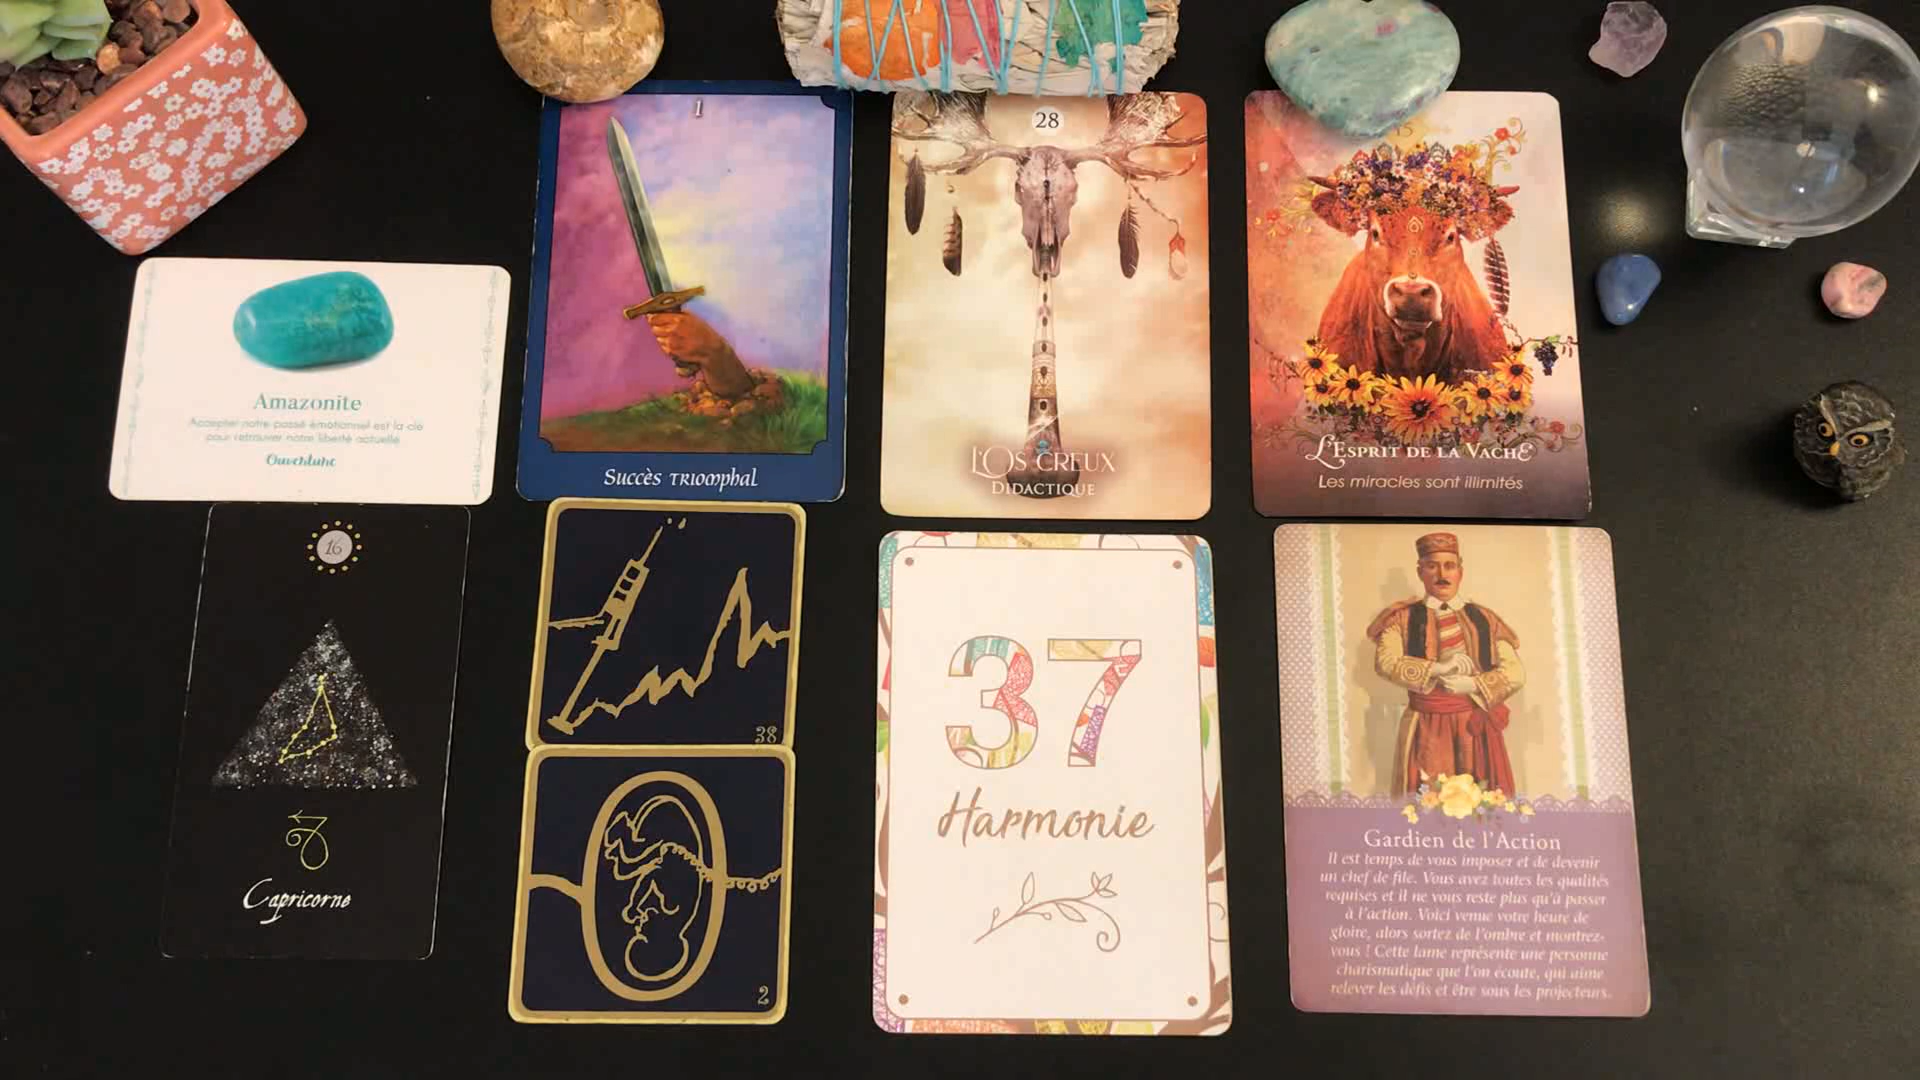 1
Succès triomphal
28
L'Os creux
Didactique
L'Esprit de la Vache
Les miracles sont illimités
Amazonite
Accepter notre passé émotionnel est la clé
pour retrouver notre liberté actuelle
Ouverture
16
Capricorne
38
2
37
Harmonie
Gardien de l'Action
Il est temps de vous imposer et de devenir
un chef de file. Vous avez toutes les qualités
requises et il ne vous reste plus qu'à passer
à l'action. Voici venue votre heure de
gloire, alors sortez de l'ombre et montrez-
vous ! Cette lame représente une personne
charismatique que l'on écoute, qui aime
relever les défis et être sous les projecteurs.